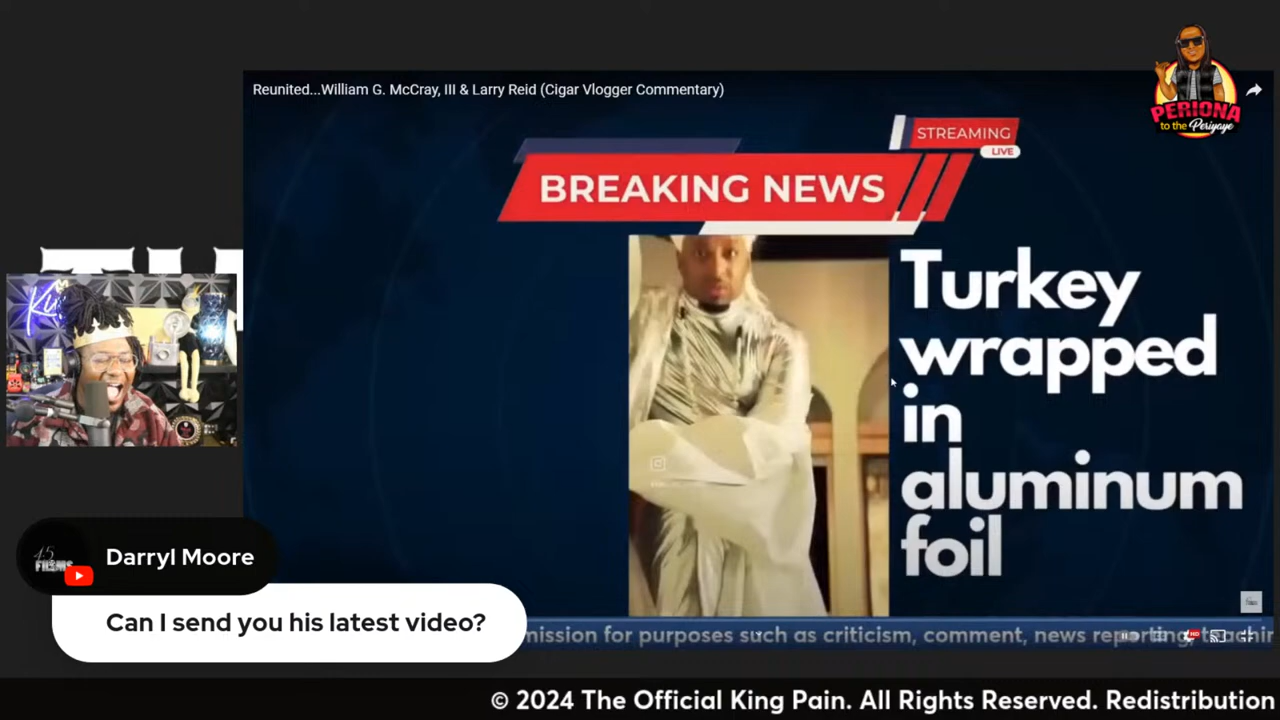 Reunited...William G. McCray, III & Larry Reid (Cigar Vlogger Commentary)
PERIONA
to the Periyaye
STREAMING
LIVE
BREAKING NEWS
Turkey
wrapped
in
aluminum
foil
Darryl Moore
Can I send you his latest video?
mission for purposes such as criticism, comment, news reporting, teachin
HD
© 2024 The Official King Pain. All Rights Reserved. Redistribution